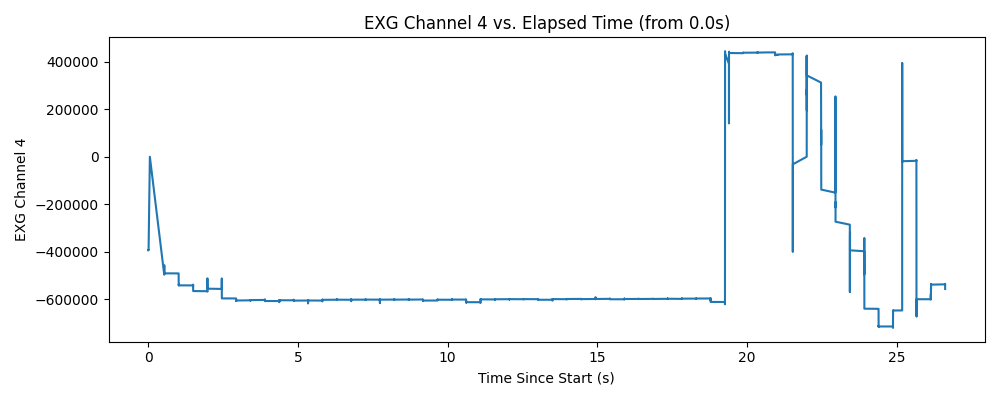 EXG Channel 4 vs. Elapsed Time (from 0.0s)
400000
200000
0
−200000
−400000
−600000
EXG Channel 4
0 5 10 15 20 25
Time Since Start (s)